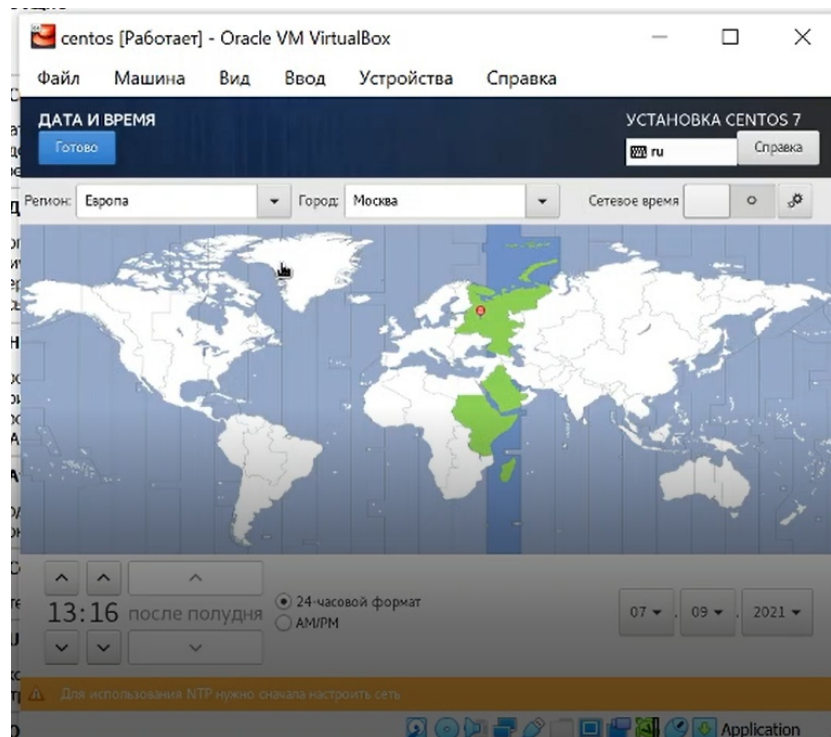 centos [Работает] - Oracle VM VirtualBox
Файл Машина Вид Ввод Устройства Справка
ДАТА И ВРЕМЯ
УСТАНОВКА CENTOS 7
Готово
ru
Справка
Регион: Европа Город: Москва Сетевое время
13:16 после полудня
24-часовой формат
AM/PM
07 . 09 . 2021
Для использования NTP нужно сначала настроить сеть
Application